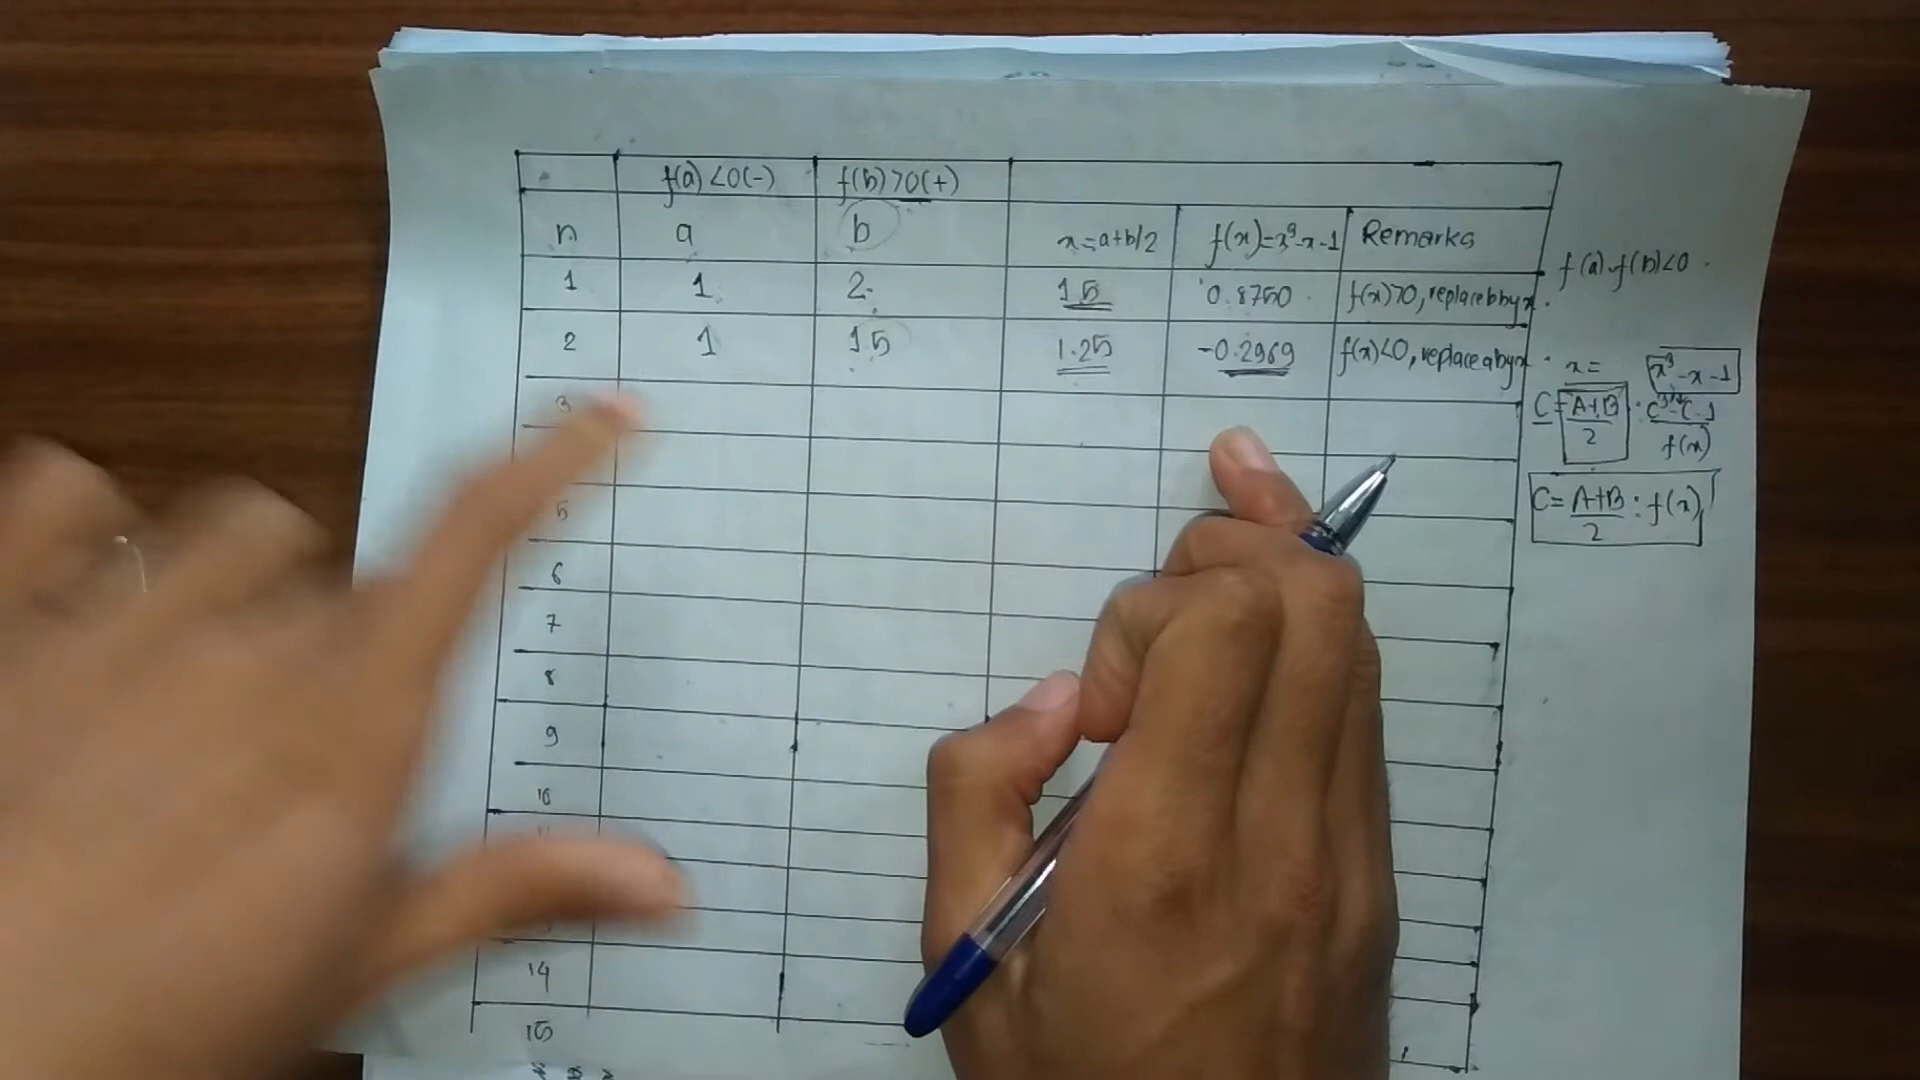 f(a)<0(-) f(b)>0(+)
n a b x=a+b/2 f(x)=x³-x-1 Remarks
1 1 2 1.5 0.8750 f(x)>0, replace b by x.
2 1 1.5 1.25 -0.2969 f(x)<0, replace a by x
3
5
6
7
8
9
10
14
15
f(a).f(b)<0
x= x³-x-1
C=A+B/2 : C³-C-1
f(x)
C=A+B/2 : f(x)